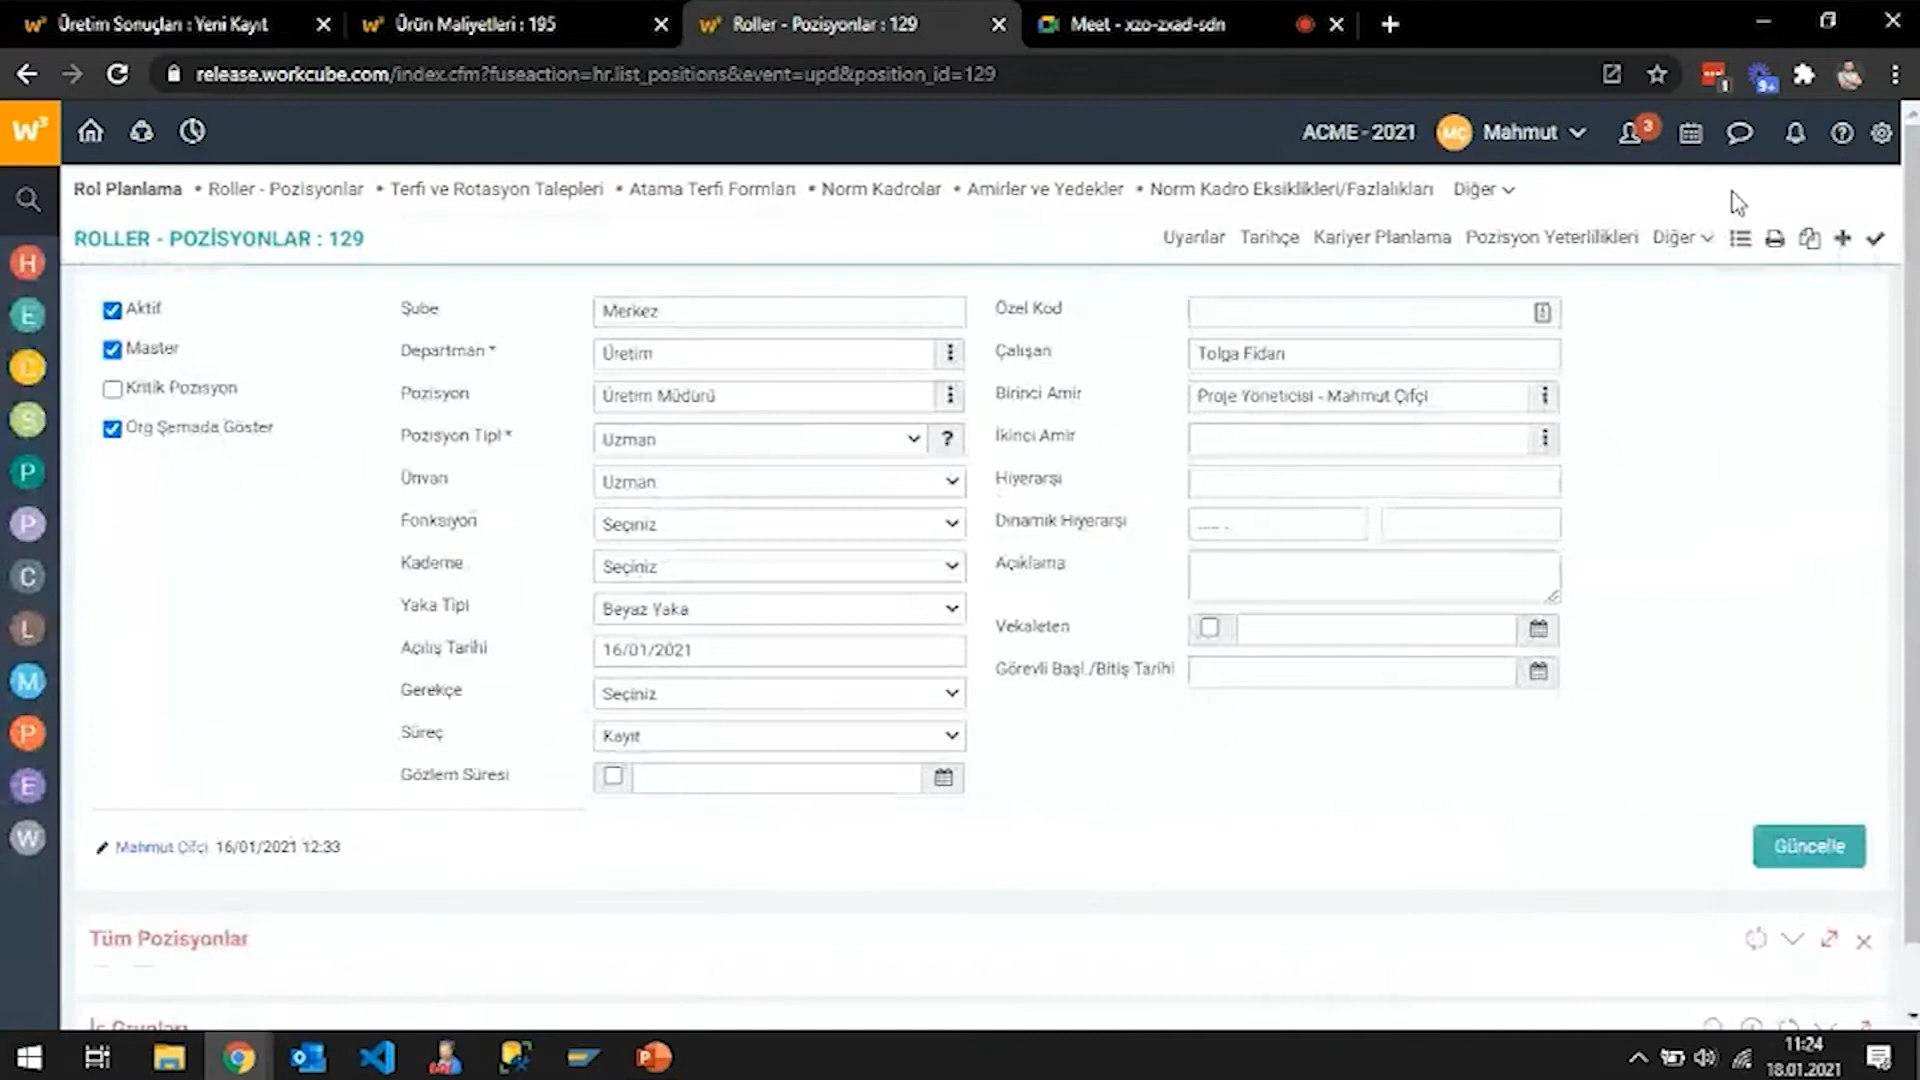 Üretim Sonuçları : Yeni Kayıt
Ürün Maliyetleri : 195
Roller - Pozisyonlar : 129
Meet - xzo-zxad-sdn
release.workcube.com/index.cfm?fuseaction=hr.list_positions&event=upd&position_id=129
1
9+
W³
ACME - 2021
MC
Mahmut
3
Rol Planlama • Roller - Pozisyonlar • Terfi ve Rotasyon Talepleri • Atama Terfi Formları • Norm Kadrolar • Amirler ve Yedekler • Norm Kadro Eksiklikleri/Fazlalıkları Diğer
ROLLER - POZİSYONLAR : 129
Uyarılar Tarihçe Kariyer Planlama Pozisyon Yeterlilikleri Diğer
H
E
S
P
P
C
L
M
P
E
W
Aktif
Master
Kritik Pozisyon
Org Şemada Göster
Şube Merkez
Departman * Üretim
Pozisyon Üretim Müdürü
Pozisyon Tipi * Uzman ?
Ünvan Uzman
Fonksiyon Seçiniz
Kademe Seçiniz
Yaka Tipi Beyaz Yaka
Açılış Tarihi 16/01/2021
Gerekçe Seçiniz
Süreç Kayıt
Gözlem Süresi
Özel Kod
Çalışan Tolga Fidan
Birinci Amir Proje Yöneticisi - Mahmut Çifçi
İkinci Amir
Hiyerarşi
Dinamik Hiyerarşi
Açıklama
Vekaleten
Görevli Başl./Bitiş Tarihi
Mahmut Çifçi 16/01/2021 12:33
Güncelle
Tüm Pozisyonlar
İş Grupları
11:24
18.01.2021